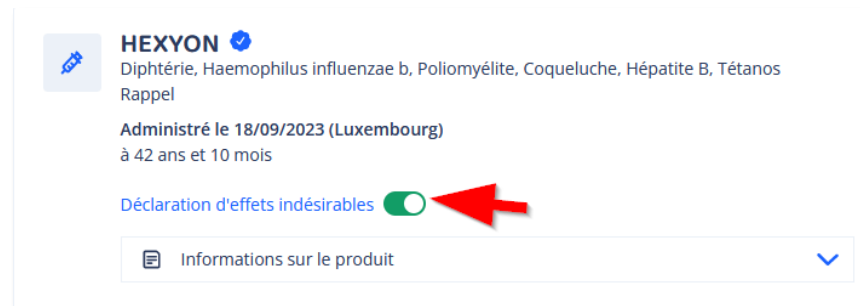 HEXYON
Diphtérie, Haemophilus influenzae b, Poliomyélite, Coqueluche, Hépatite B, Tétanos
Rappel
Administré le 18/09/2023 (Luxembourg)
à 42 ans et 10 mois
Déclaration d'effets indésirables
Informations sur le produit